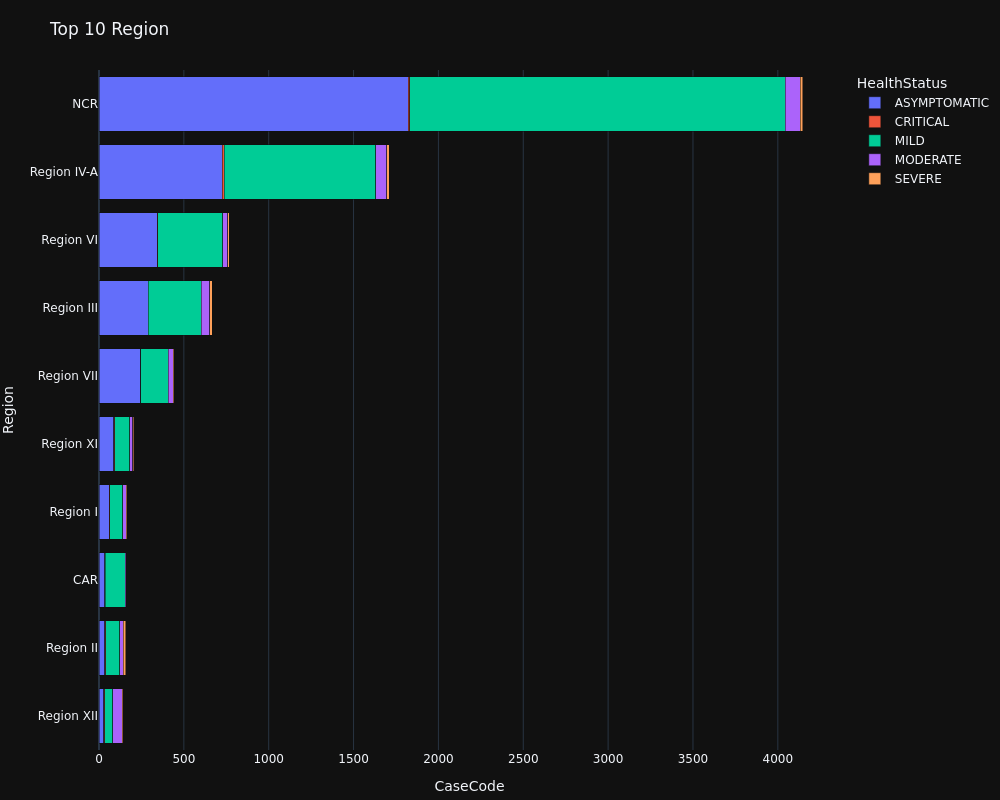 Top 10 Region
HealthStatus
ASYMPTOMATIC
CRITICAL
MILD
MODERATE
SEVERE
NCR
Region IV-A
Region VI
Region III
Region VII
Region XI
Region I
CAR
Region II
Region XII
Region
0 500 1000 1500 2000 2500 3000 3500 4000
CaseCode